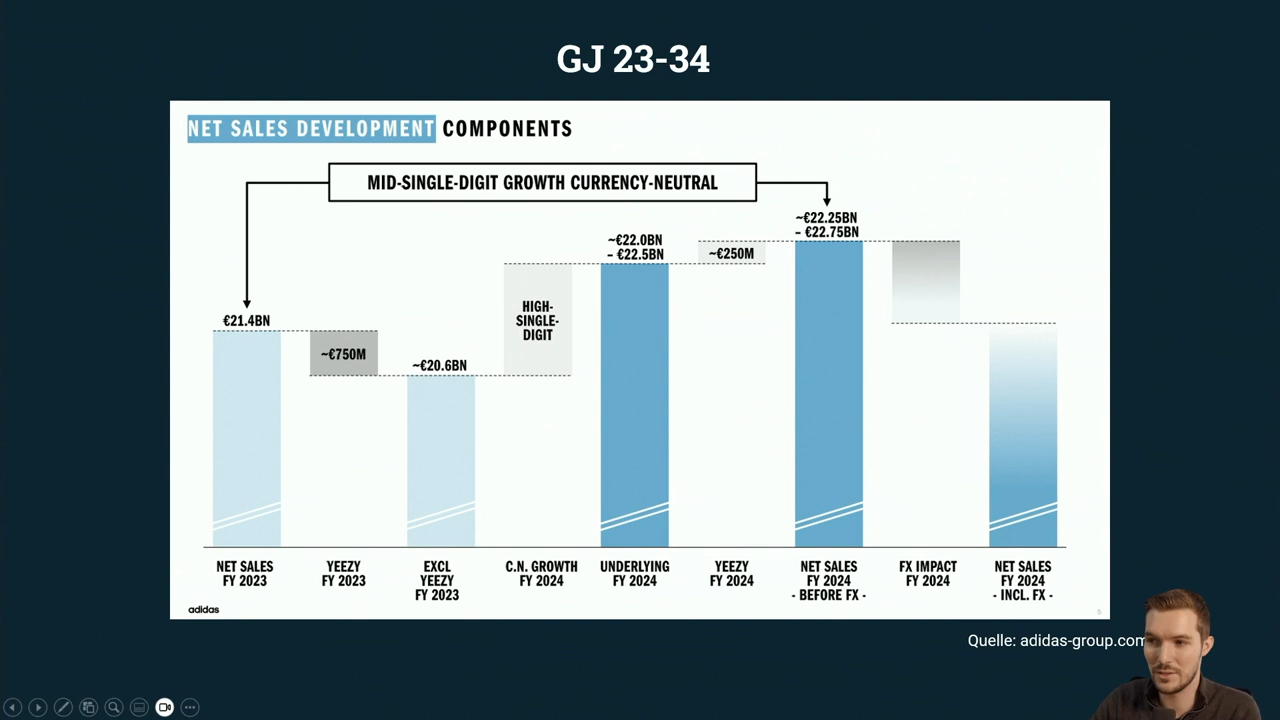 GJ 23-34
NET SALES DEVELOPMENT COMPONENTS
MID-SINGLE-DIGIT GROWTH CURRENCY-NEUTRAL
€21.4BN
~€750M
~€20.6BN
HIGH-
SINGLE-
DIGIT
~€22.0BN
– €22.5BN
~€250M
~€22.25BN
– €22.75BN
NET SALES
FY 2023
YEEZY
FY 2023
EXCL
YEEZY
FY 2023
C.N. GROWTH
FY 2024
UNDERLYING
FY 2024
YEEZY
FY 2024
NET SALES
FY 2024
- BEFORE FX -
FX IMPACT
FY 2024
NET SALES
FY 2024
- INCL. FX -
adidas
5
Quelle: adidas-group.com